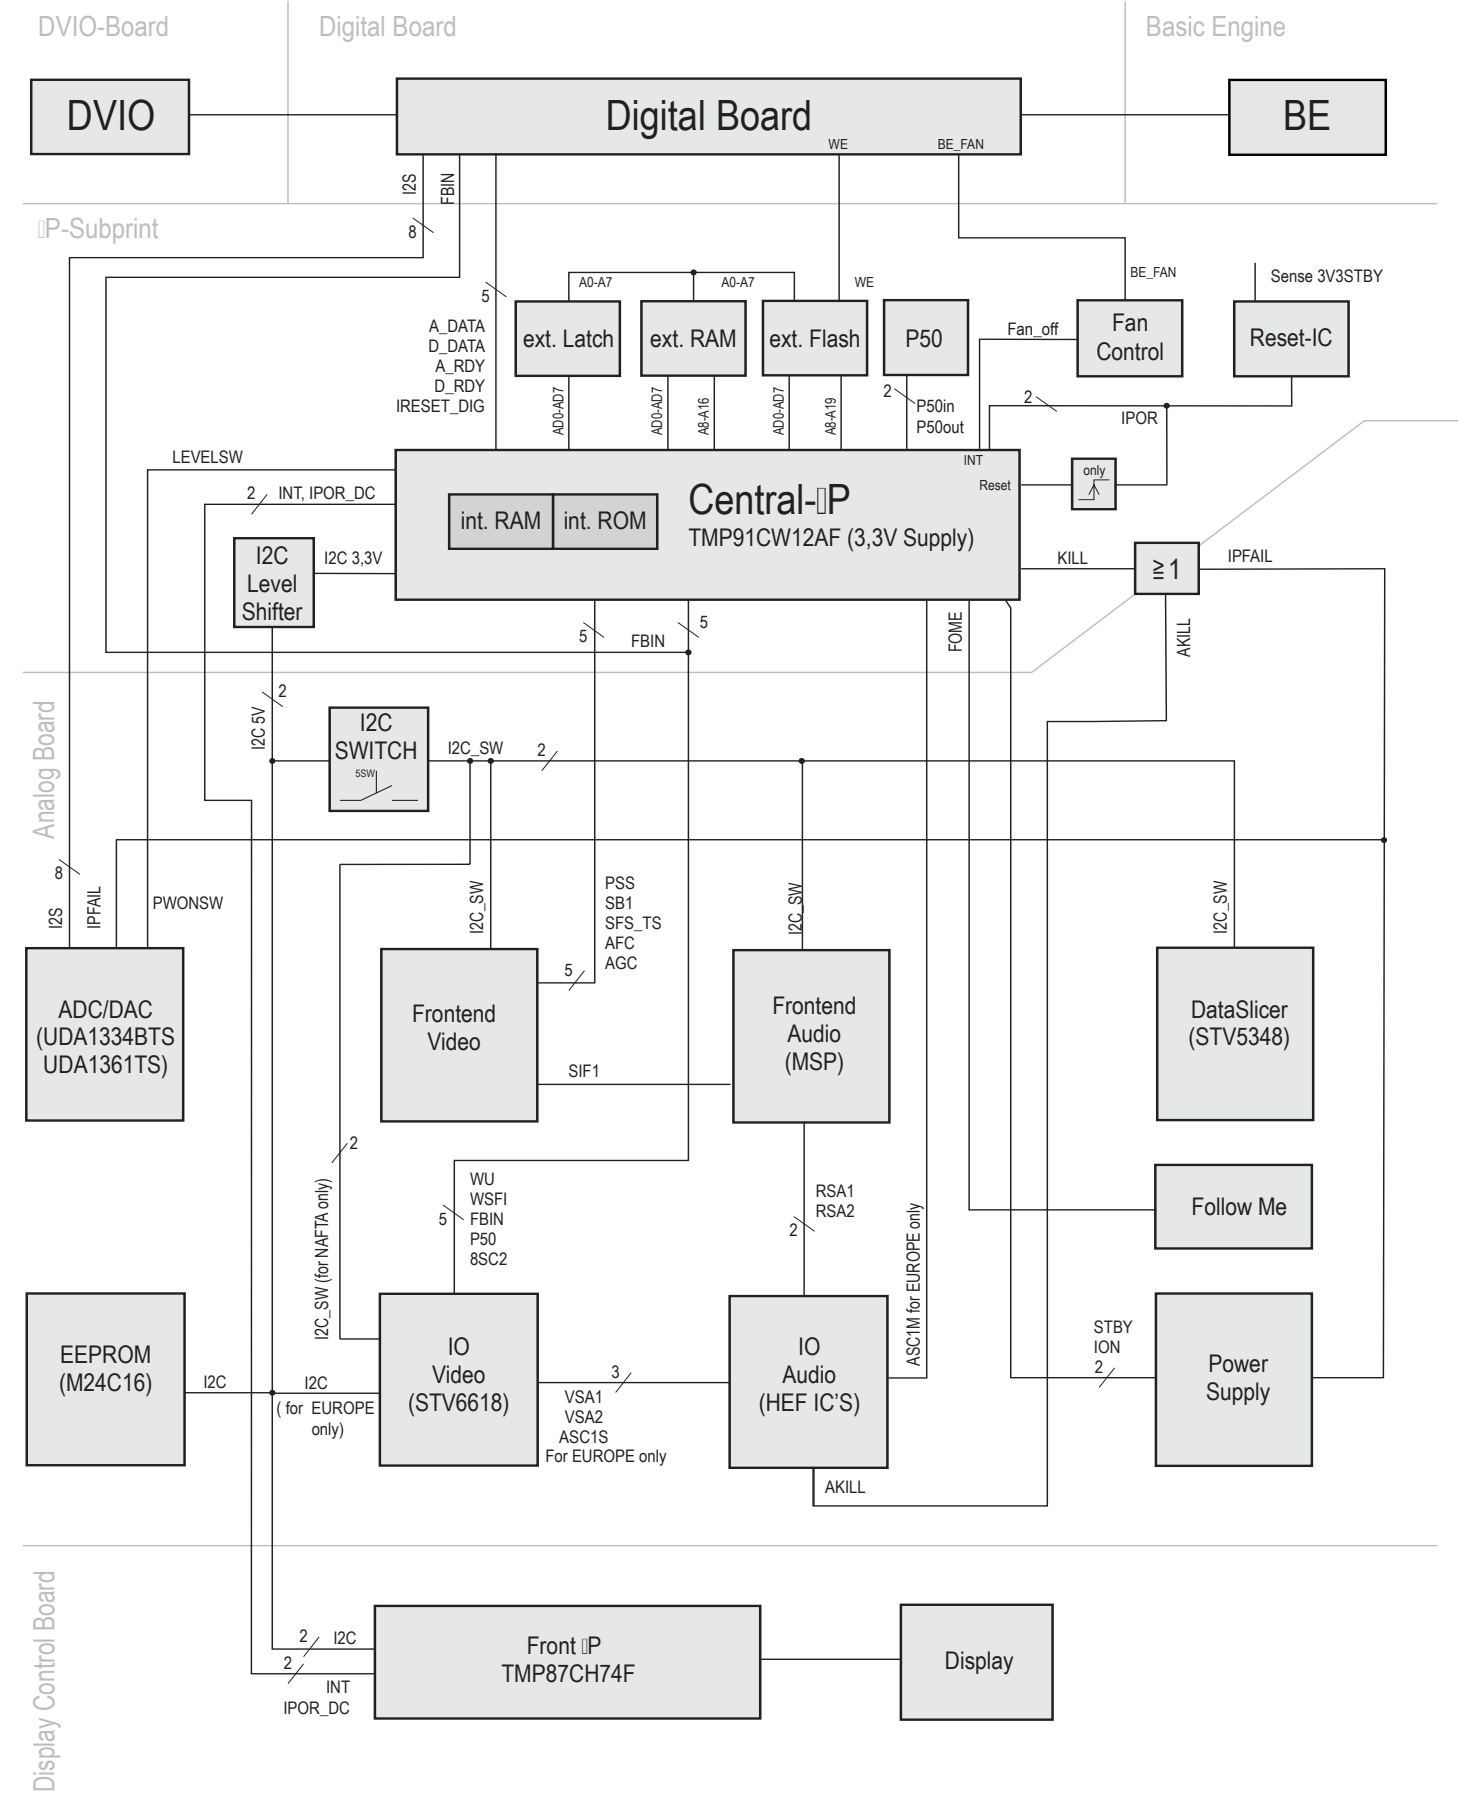 DVIO-Board
Digital Board
Basic Engine
DVIO
Digital Board
BE
WE
BE_FAN
I2S
FBIN
▯P-Subprint
8
5
A_DATA
D_DATA
A_RDY
D_RDY
IRESET_DIG
A0-A7
A0-A7
WE
BE_FAN
Sense 3V3STBY
ext. Latch
ext. RAM
ext. Flash
P50
Fan_off
Fan
Control
Reset-IC
AD0-AD7
AD0-AD7
A8-A16
AD0-AD7
A8-A19
2
P50in
P50out
2
IPOR
LEVELSW
2
INT, IPOR_DC
INT
Reset
only
int. RAM
int. ROM
Central-▯P
TMP91CW12AF (3,3V Supply)
I2C
Level
Shifter
I2C 3,3V
KILL
≧ 1
IPFAIL
5
FBIN
5
FOME
AKILL
Analog Board
I2C 5V
2
I2C
SWITCH
5SW
I2C_SW
2
8
I2S
IPFAIL
PWONSW
I2C_SW
PSS
SB1
SFS_TS
AFC
AGC
5
I2C_SW
I2C_SW
ADC/DAC
(UDA1334BTS
UDA1361TS)
Frontend
Video
Frontend
Audio
(MSP)
DataSlicer
(STV5348)
SIF1
2
I2C_SW (for NAFTA only)
WU
WSFI
FBIN
P50
8SC2
5
RSA1
RSA2
2
ASC1M for EUROPE only
Follow Me
EEPROM
(M24C16)
I2C
I2C
( for EUROPE
only)
IO
Video
(STV6618)
3
VSA1
VSA2
ASC1S
For EUROPE only
IO
Audio
(HEF IC'S)
STBY
ION
2
Power
Supply
AKILL
Display Control Board
2
I2C
2
INT
IPOR_DC
Front ▯P
TMP87CH74F
Display